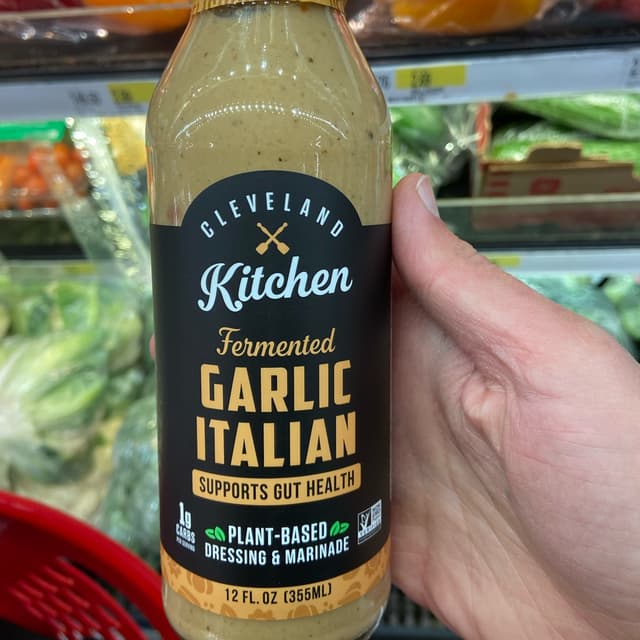 CLEVELAND
Kitchen
Fermented
GARLIC
ITALIAN
SUPPORTS GUT HEALTH
1g
CARBS
PLANT-BASED
DRESSING & MARINADE
12 FL. OZ (355ML)